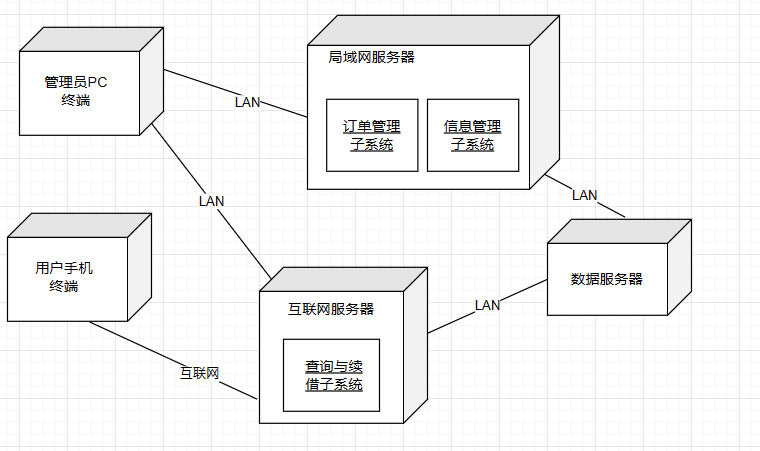 管理员PC
终端
LAN
局域网服务器
订单管理
子系统
信息管理
子系统
LAN
LAN
用户手机
终端
数据服务器
互联网服务器
LAN
查询与续
借子系统
互联网